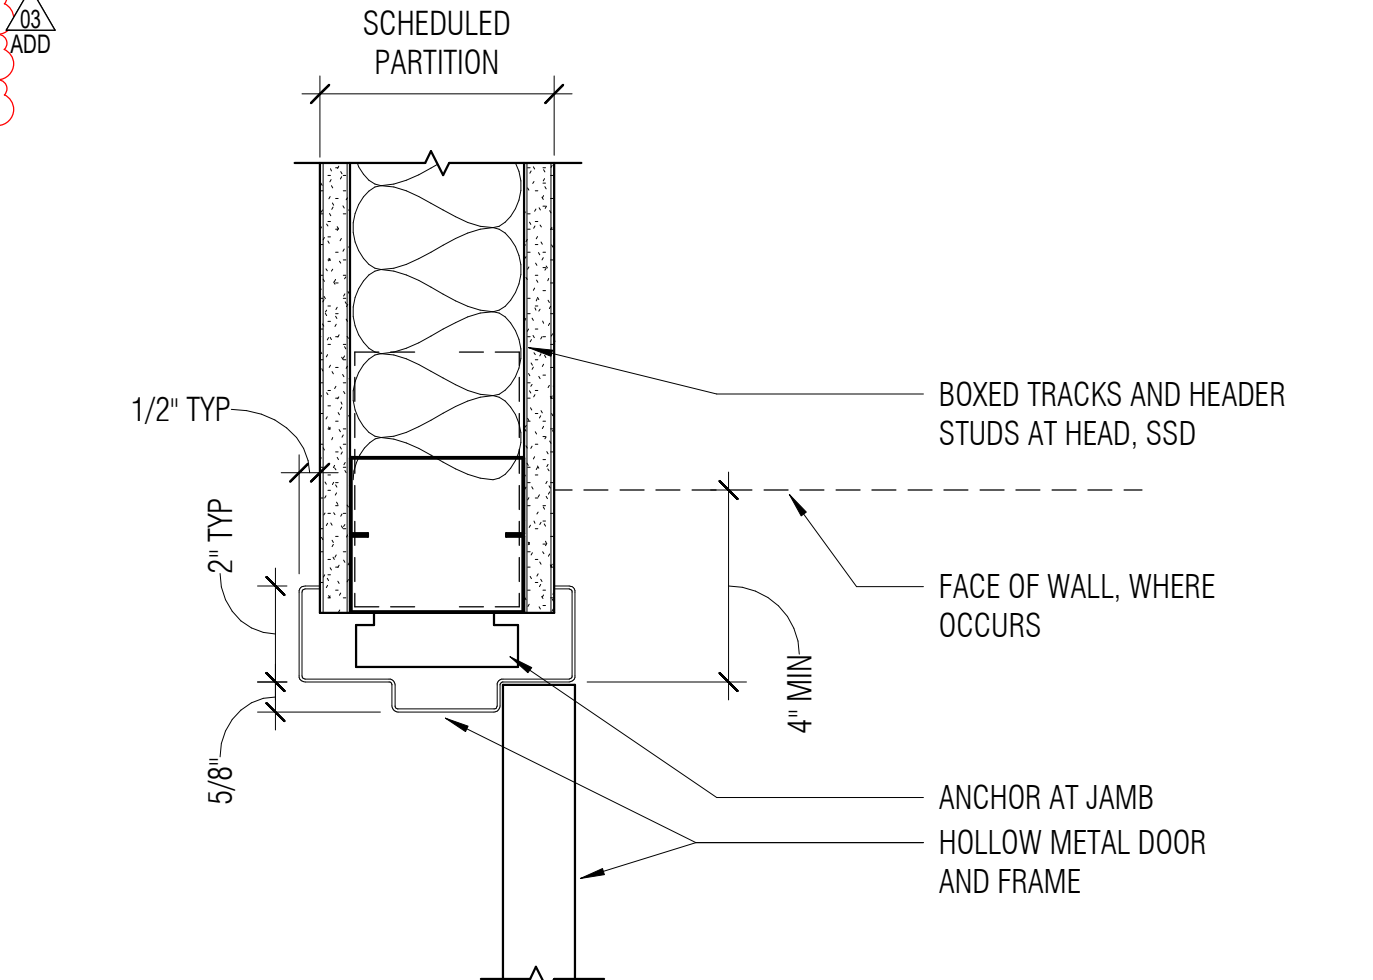 03
ADD
SCHEDULED
PARTITION
1/2" TYP
BOXED TRACKS AND HEADER
STUDS AT HEAD, SSD
2" TYP
FACE OF WALL, WHERE
OCCURS
4" MIN
5/8"
ANCHOR AT JAMB
HOLLOW METAL DOOR
AND FRAME